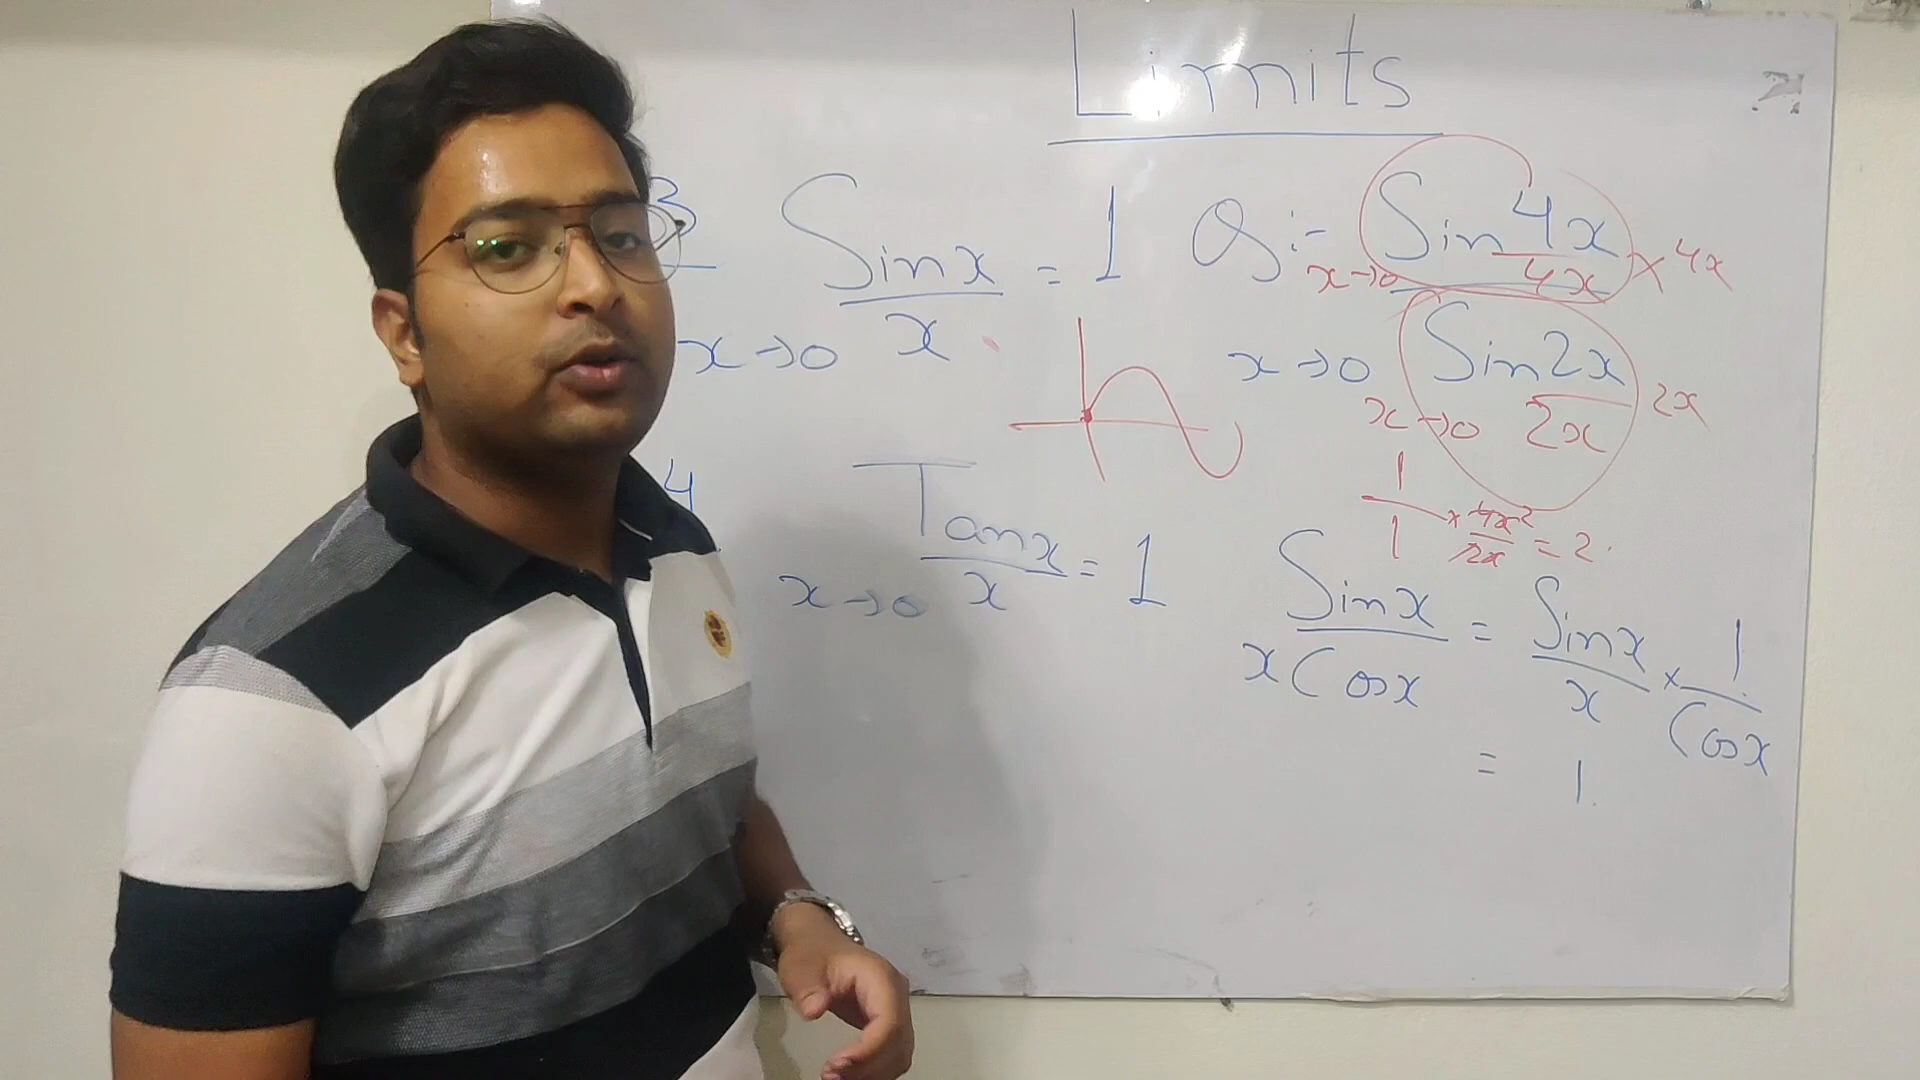 Limits
3
Sinx = 1
x
x→0
Q:- Sin4x
x→0 4x × 4x
x→0 Sin2x
x→0 2x 2x
1
1 × 4x²
2x = 2
4
Tanx = 1
x→0 x
Sinx = Sinx × 1
xCosx x Cosx
= 1